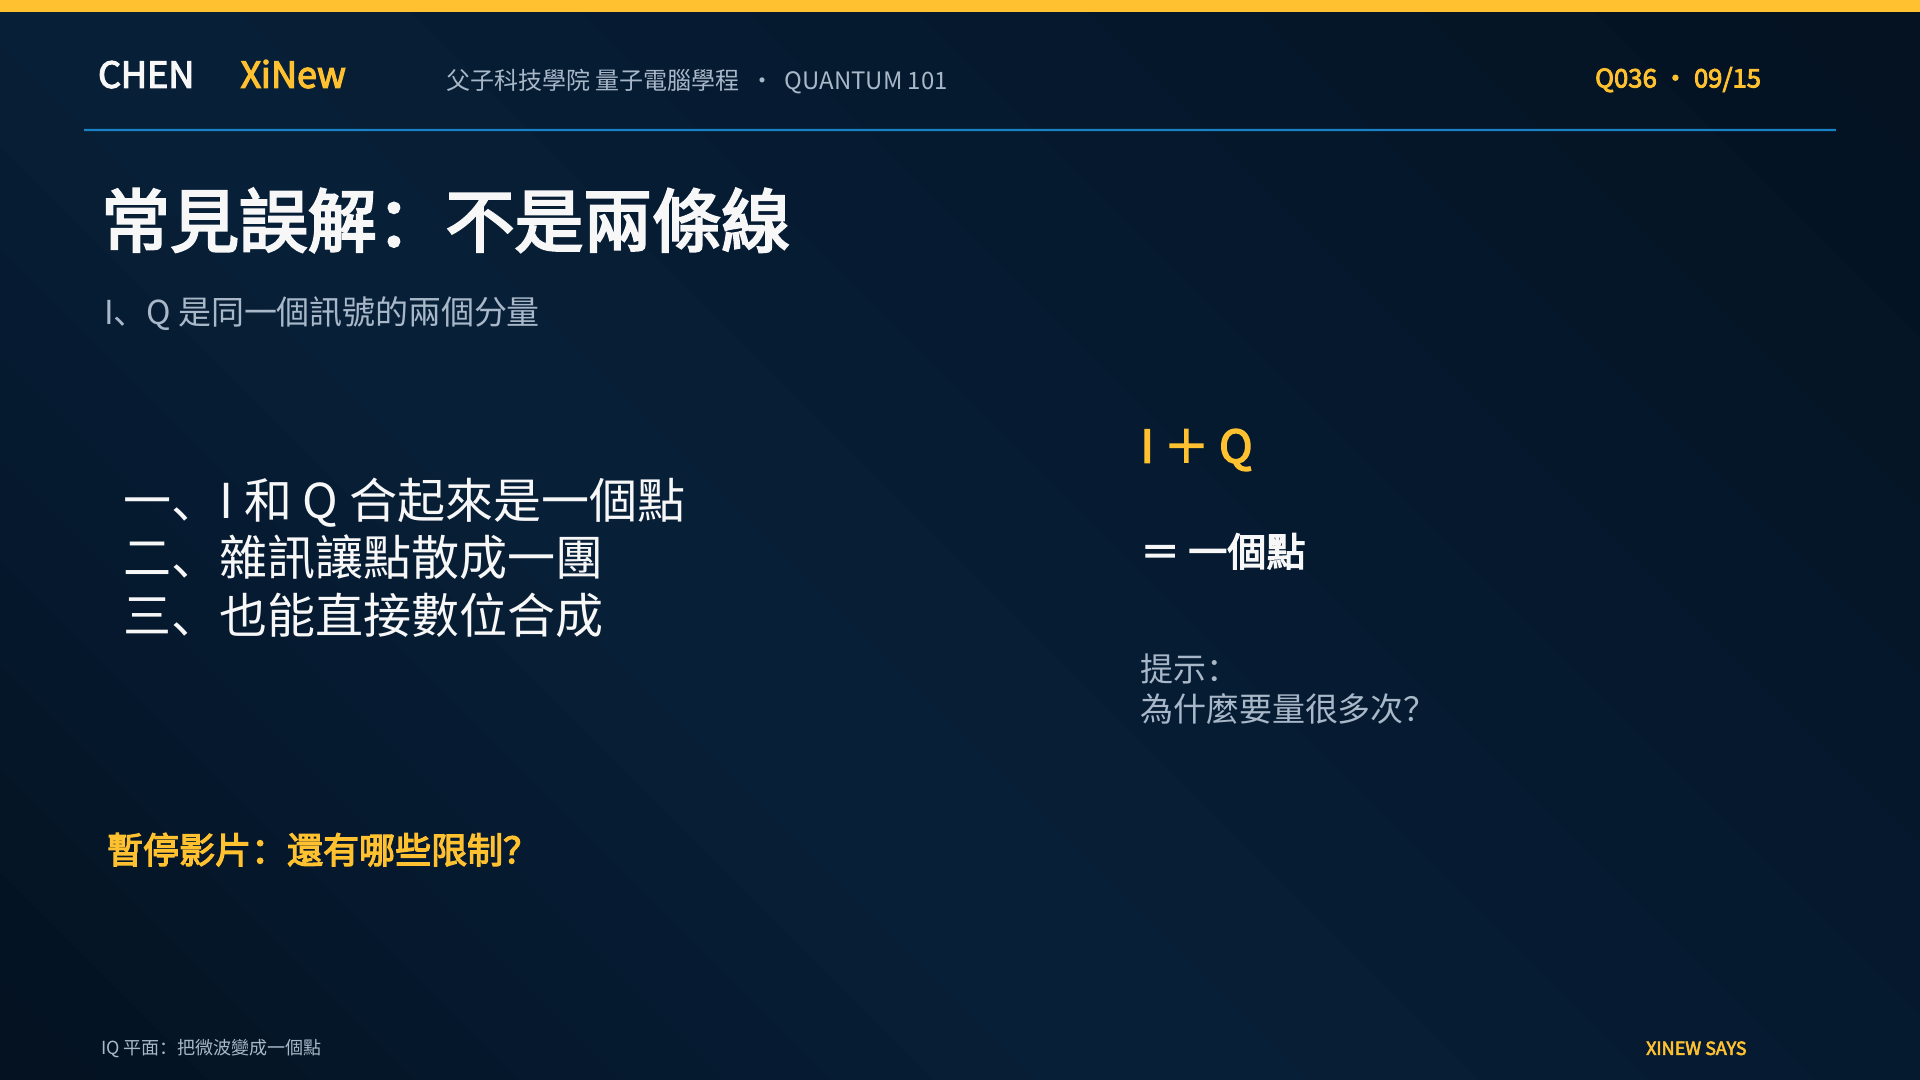 CHEN XiNew 父子科技學院 量子電腦學程 • QUANTUM 101 Q036 • 09/15
常見誤解：不是兩條線
I、Q 是同一個訊號的兩個分量
一、I 和 Q 合起來是一個點
二、雜訊讓點散成一團
三、也能直接數位合成
I ＋ Q
＝ 一個點
提示：
為什麼要量很多次？
暫停影片：還有哪些限制？
IQ 平面：把微波變成一個點
XINEW SAYS